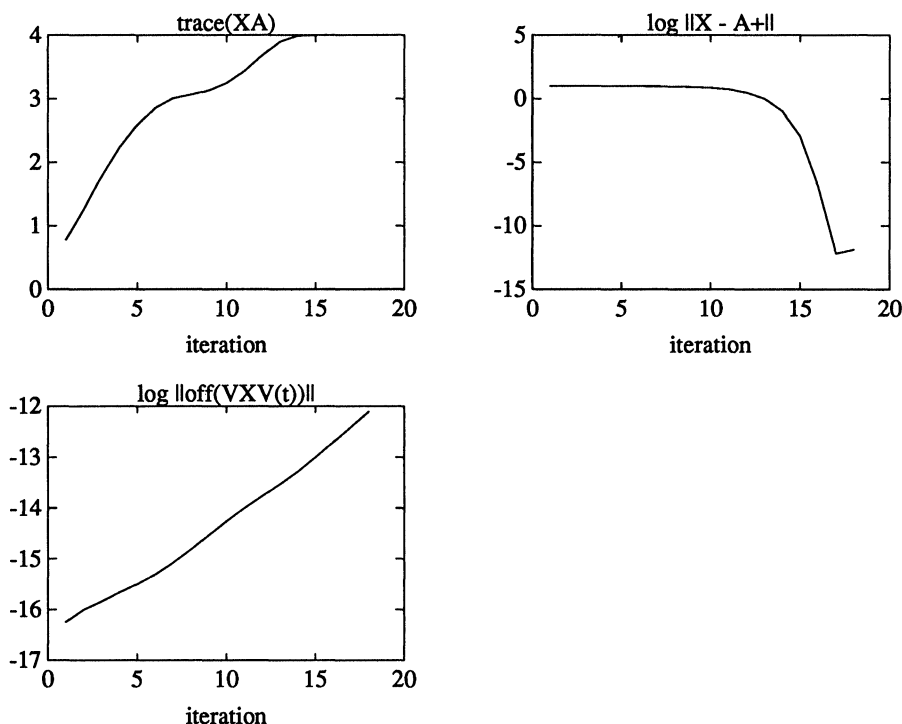 trace(XA)
4
3
2
1
0
0 5 10 15 20
iteration
log ||X - A+||
5
0
-5
-10
-15
0 5 10 15 20
iteration
log ||off(VXV(t))||
-12
-13
-14
-15
-16
-17
0 5 10 15 20
iteration